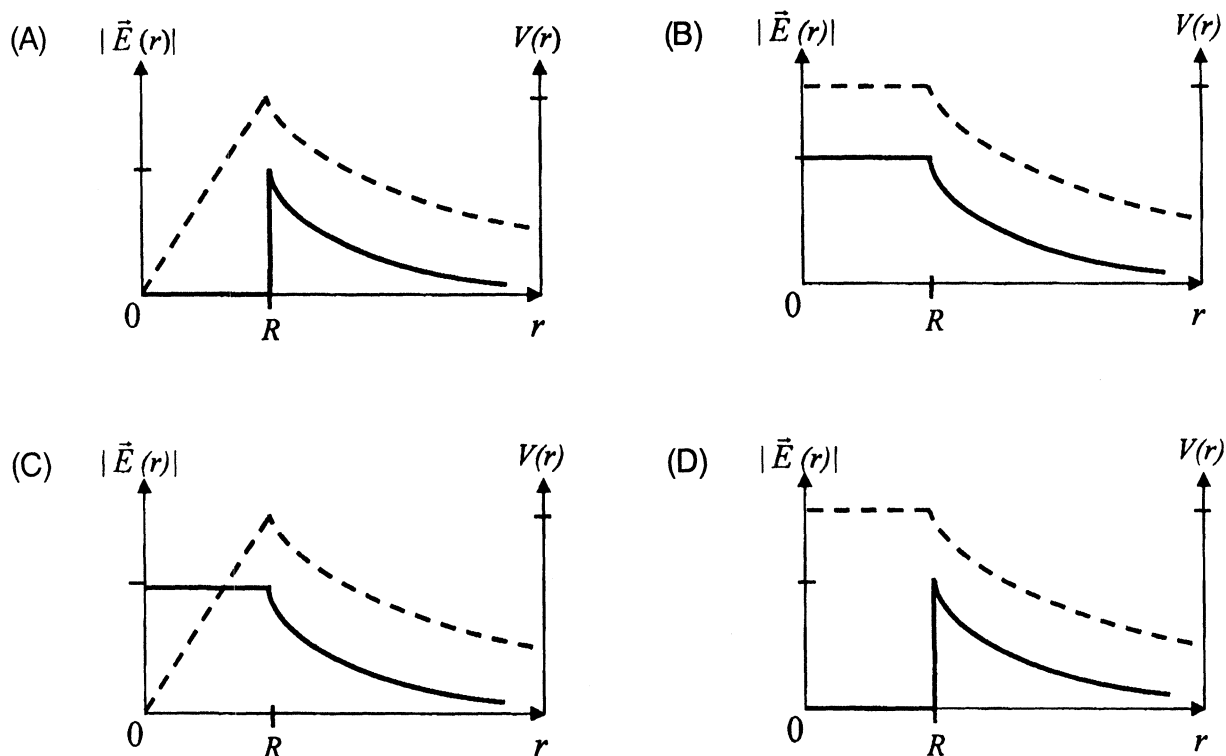 (A) | E⃗ (r)| V(r)
0 R r
(B) | E⃗ (r)| V(r)
0 R r
(C) | E⃗ (r)| V(r)
0 R r
(D) | E⃗ (r)| V(r)
0 R r